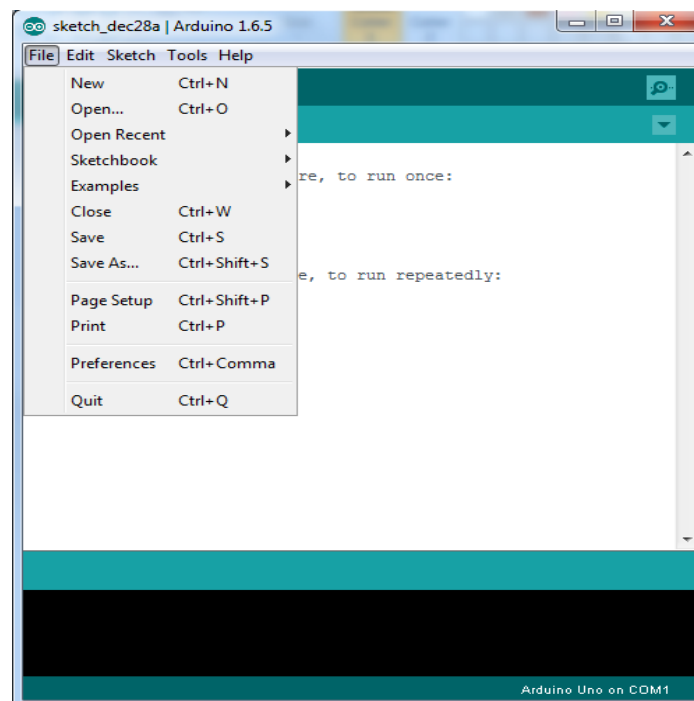 sketch_dec28a | Arduino 1.6.5
File Edit Sketch Tools Help
New Ctrl+N
Open... Ctrl+O
Open Recent
Sketchbook
Examples
Close Ctrl+W
Save Ctrl+S
Save As... Ctrl+Shift+S
Page Setup Ctrl+Shift+P
Print Ctrl+P
Preferences Ctrl+Comma
Quit Ctrl+Q
re, to run once:
e, to run repeatedly:
Arduino Uno on COM1